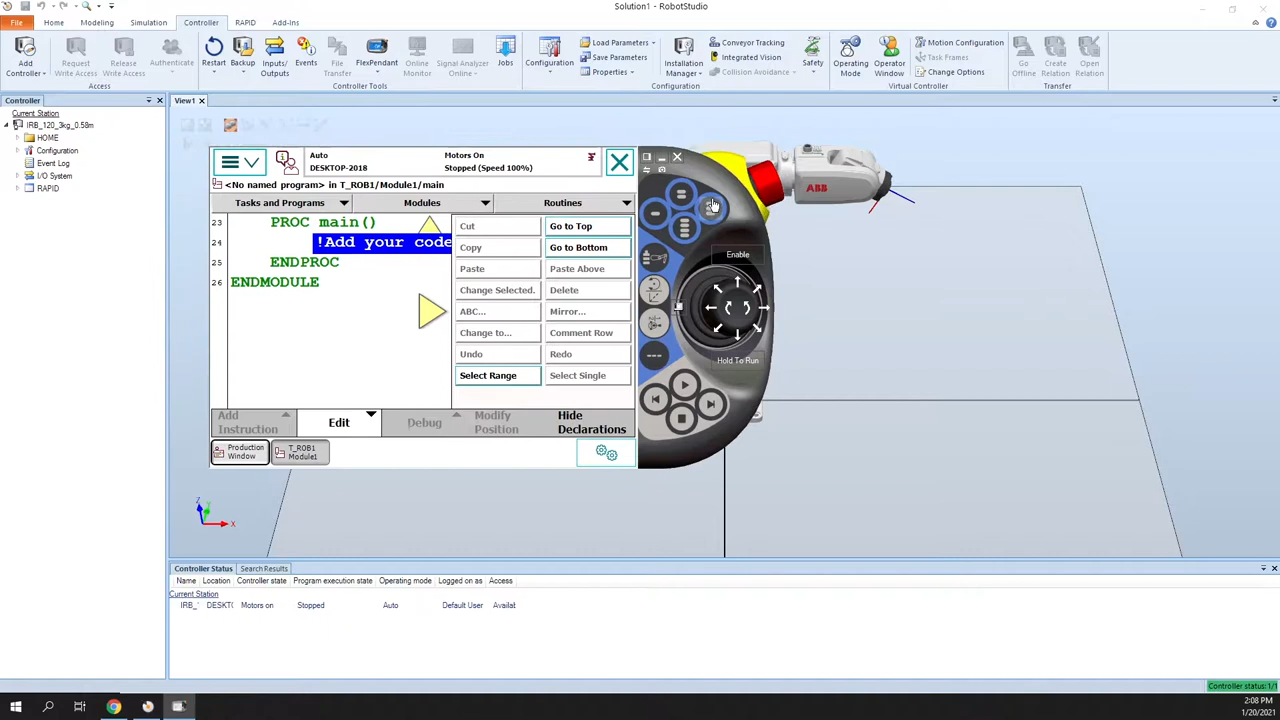 Solution1 - RobotStudio
File Home Modeling Simulation Controller RAPID Add-Ins
Add Controller
Request Write Access
Release Write Access
Authenticate
Access
Restart
Backup
Inputs/ Outputs
Events
File Transfer
FlexPendant
Online Monitor
Signal Analyzer Online
Jobs
Controller Tools
Configuration
Load Parameters
Save Parameters
Properties
Installation Manager
Conveyor Tracking
Integrated Vision
Collision Avoidance
Configuration
Safety
Operating Mode
Operator Window
Motion Configuration
Task Frames
Change Options
Virtual Controller
Go Offline
Create Relation
Open Relation
Transfer
Controller
View1
Current Station
IRB_120_3kg_0.58m
HOME
Configuration
Event Log
I/O System
RAPID
Auto
DESKTOP-2018
Motors On
Stopped (Speed 100%)
<No named program> in T_ROB1/Module1/main
Tasks and Programs Modules Routines
23 PROC main()
24 !Add your code
25 ENDPROC
26 ENDMODULE
Cut Go to Top
Copy Go to Bottom
Paste Paste Above
Change Selected. Delete
ABC... Mirror...
Change to... Comment Row
Undo Redo
Select Range Select Single
Add Instruction
Edit
Debug
Modify Position
Hide Declarations
Production Window
T_ROB1 Module1
Enable
Hold To Run
ABB
Z
Y
X
Controller Status Search Results
Name Location Controller state Program execution state Operating mode Logged on as Access
Current Station
IRB_ DESKT Motors on Stopped Auto Default User Availat
Controller status: 1/1
2:08 PM
1/20/2021